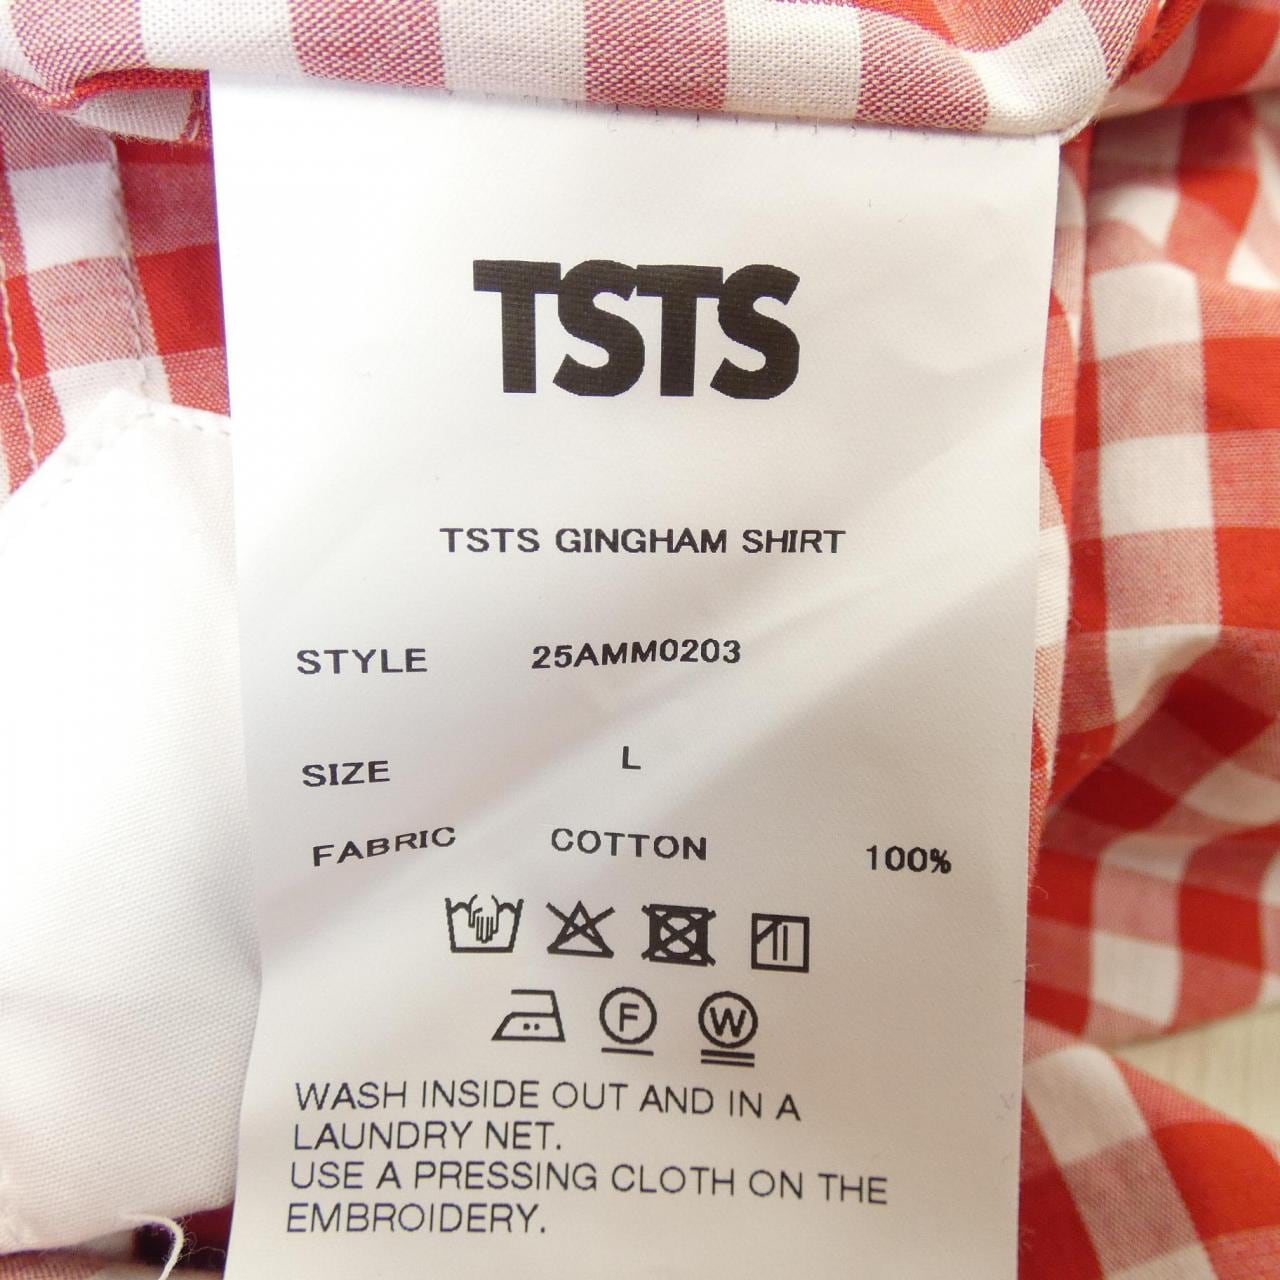 TSTS
TSTS GINGHAM SHIRT
STYLE 25AMM0203
SIZE L
FABRIC COTTON 100%
F W
WASH INSIDE OUT AND IN A
LAUNDRY NET.
USE A PRESSING CLOTH ON THE
EMBROIDERY.